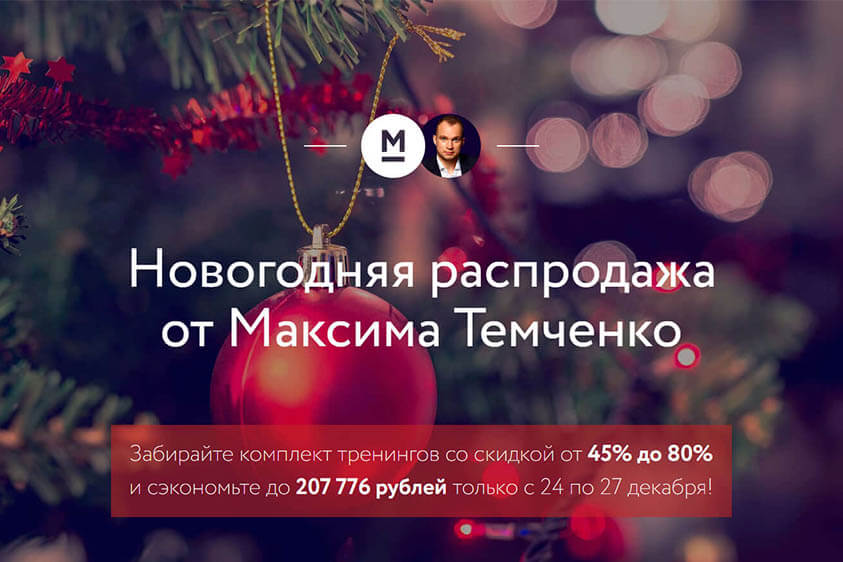 М
Новогодняя распродажа
от Максима Темченко
Забирайте комплект тренингов со скидкой от 45% до 80%
и сэкономьте до 207 776 рублей только с 24 по 27 декабря!